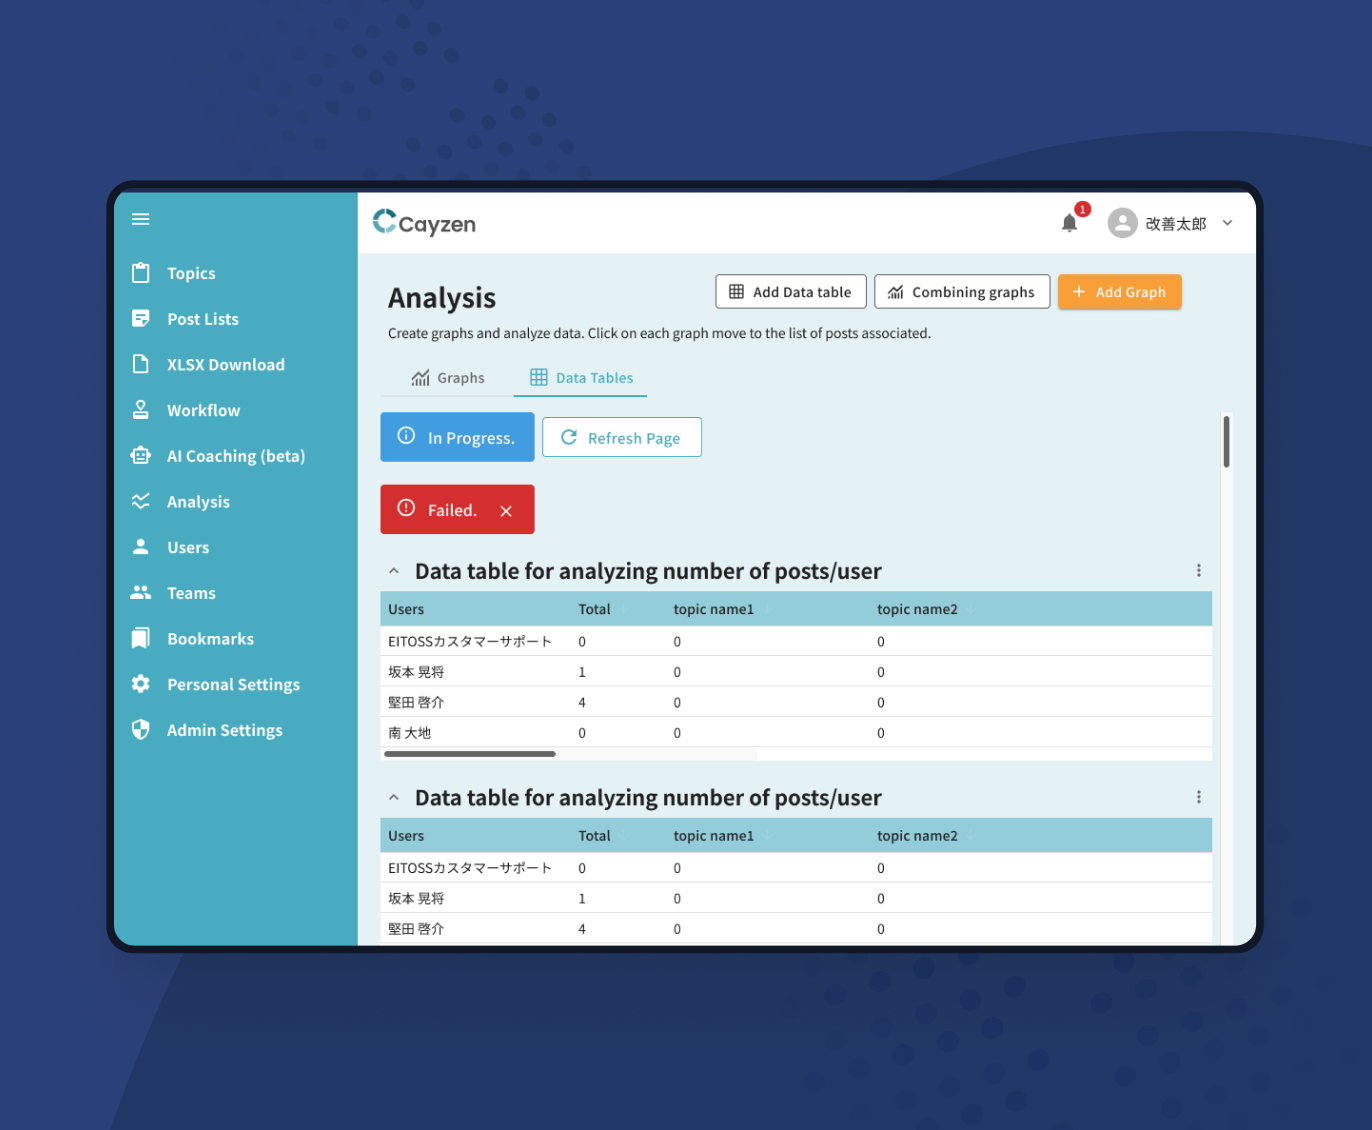 Topics
Post Lists
XLSX Download
Workflow
AI Coaching (beta)
Analysis
Users
Teams
Bookmarks
Personal Settings
Admin Settings
Cayzen
1
改善太郎
Analysis
Add Data table
Combining graphs
Add Graph
Create graphs and analyze data. Click on each graph move to the list of posts associated.
Graphs
Data Tables
In Progress.
Refresh Page
Failed.
Data table for analyzing number of posts/user
Users Total topic name1 topic name2
EITOSSカスタマーサポート 0 0 0
坂本 晃将 1 0 0
堅田 啓介 4 0 0
南 大地 0 0 0
Data table for analyzing number of posts/user
Users Total topic name1 topic name2
EITOSSカスタマーサポート 0 0 0
坂本 晃将 1 0 0
堅田 啓介 4 0 0